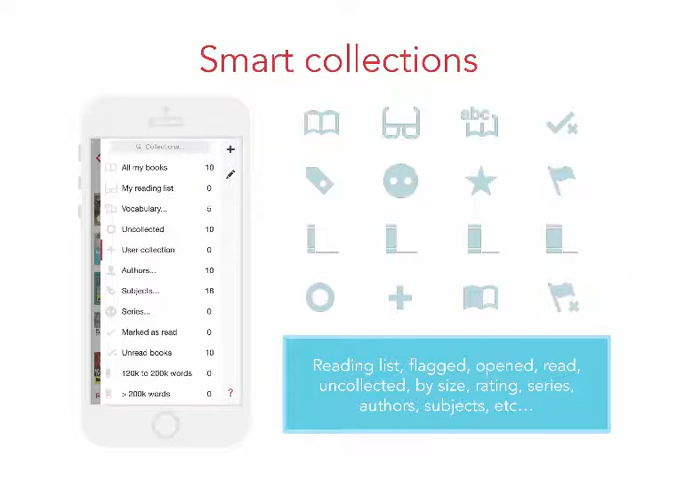 Smart collections
Collections...
All my books 10
My reading list 0
Vocabulary... 5
Uncollected 10
User collection 0
Authors... 10
Subjects... 18
Series... 0
Marked as read 0
Unread books 10
120k to 200k words 0
> 200k words 0
?
abc
Reading list, flagged, opened, read,
uncollected, by size, rating, series,
authors, subjects, etc...